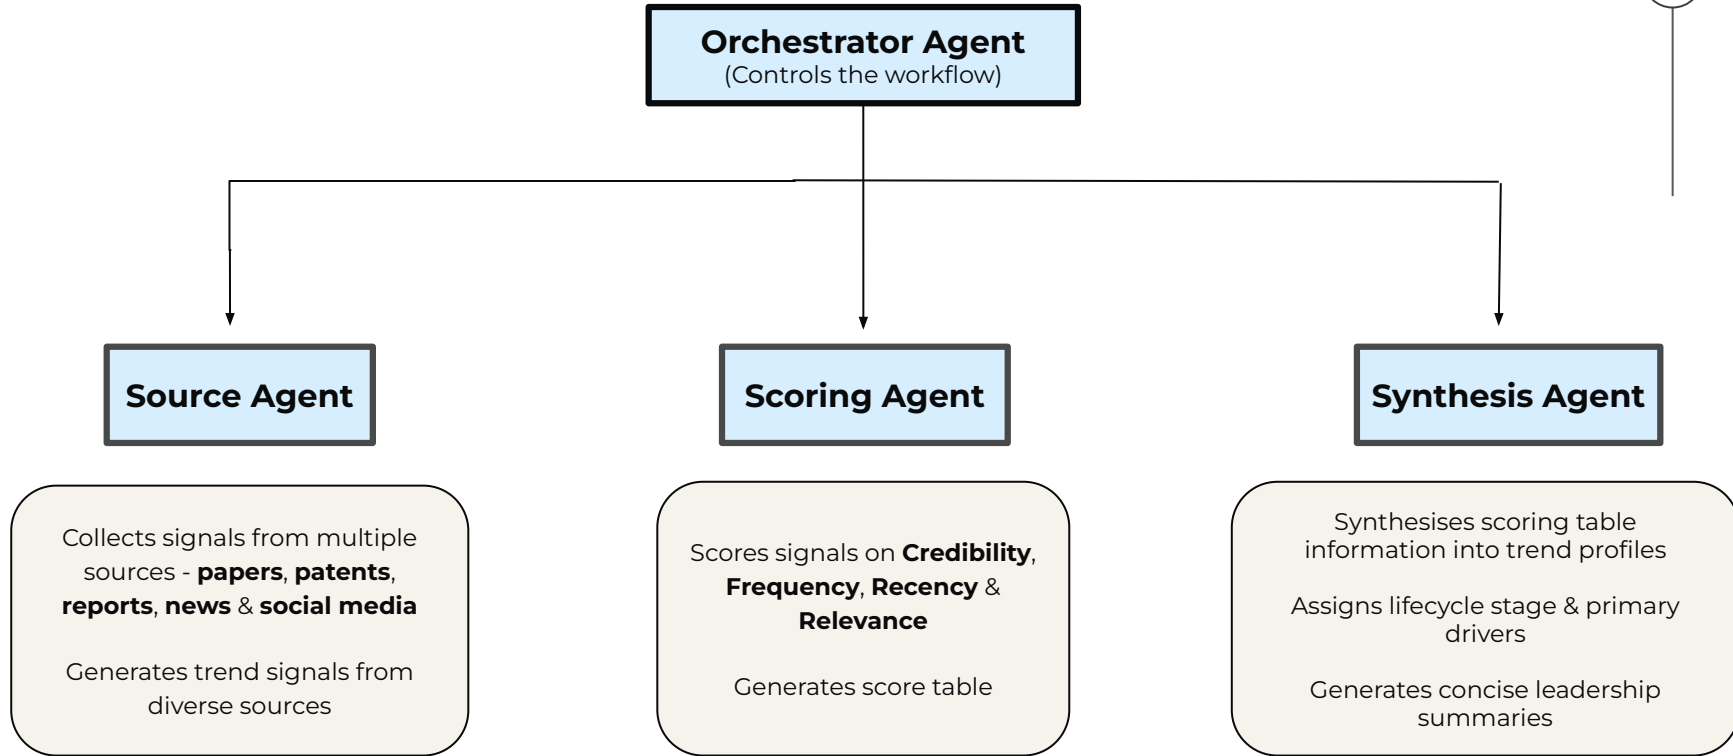 Orchestrator Agent
(Controls the workflow)
Source Agent
Scoring Agent
Synthesis Agent
Collects signals from multiple
sources - papers, patents,
reports, news & social media
Generates trend signals from
diverse sources
Scores signals on Credibility,
Frequency, Recency &
Relevance
Generates score table
Synthesises scoring table
information into trend profiles
Assigns lifecycle stage & primary
drivers
Generates concise leadership
summaries